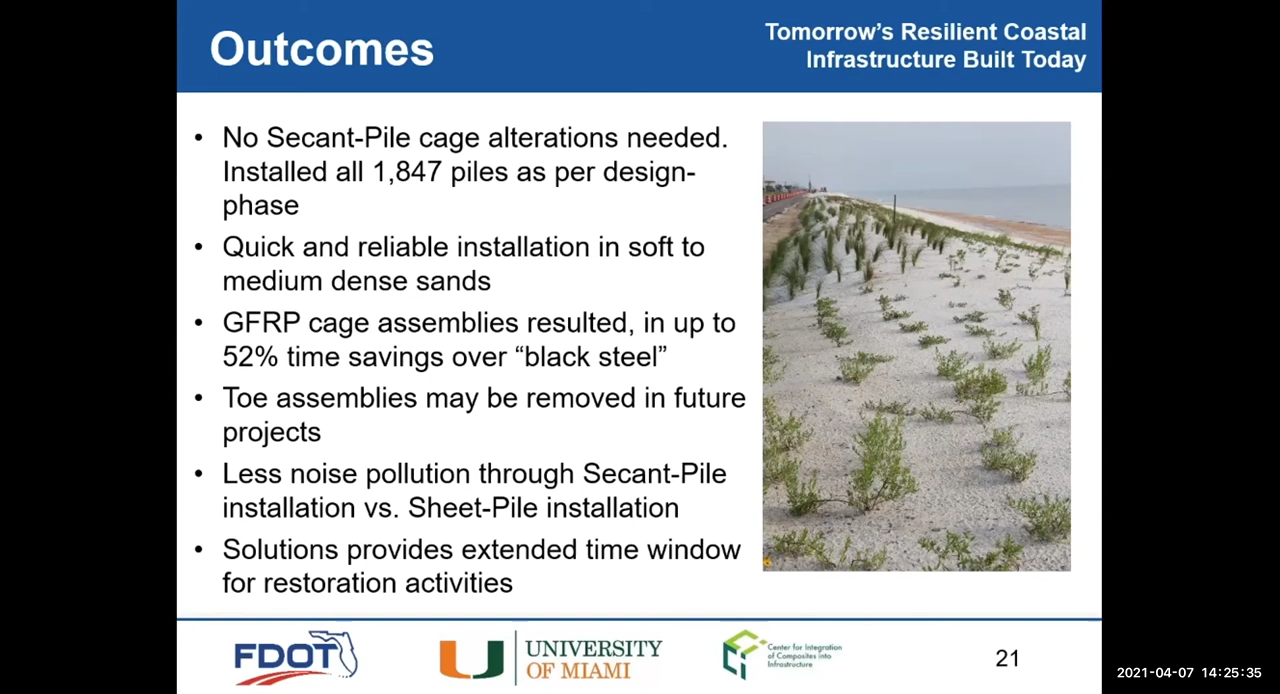 Outcomes
Tomorrow's Resilient Coastal
Infrastructure Built Today
• No Secant-Pile cage alterations needed.
Installed all 1,847 piles as per design-
phase
• Quick and reliable installation in soft to
medium dense sands
• GFRP cage assemblies resulted, in up to
52% time savings over “black steel”
• Toe assemblies may be removed in future
projects
• Less noise pollution through Secant-Pile
installation vs. Sheet-Pile installation
• Solutions provides extended time window
for restoration activities
FDOT
UNIVERSITY
OF MIAMI
Center for Integration
of Composites into
Infrastructure
21
2021-04-07 14:25:35